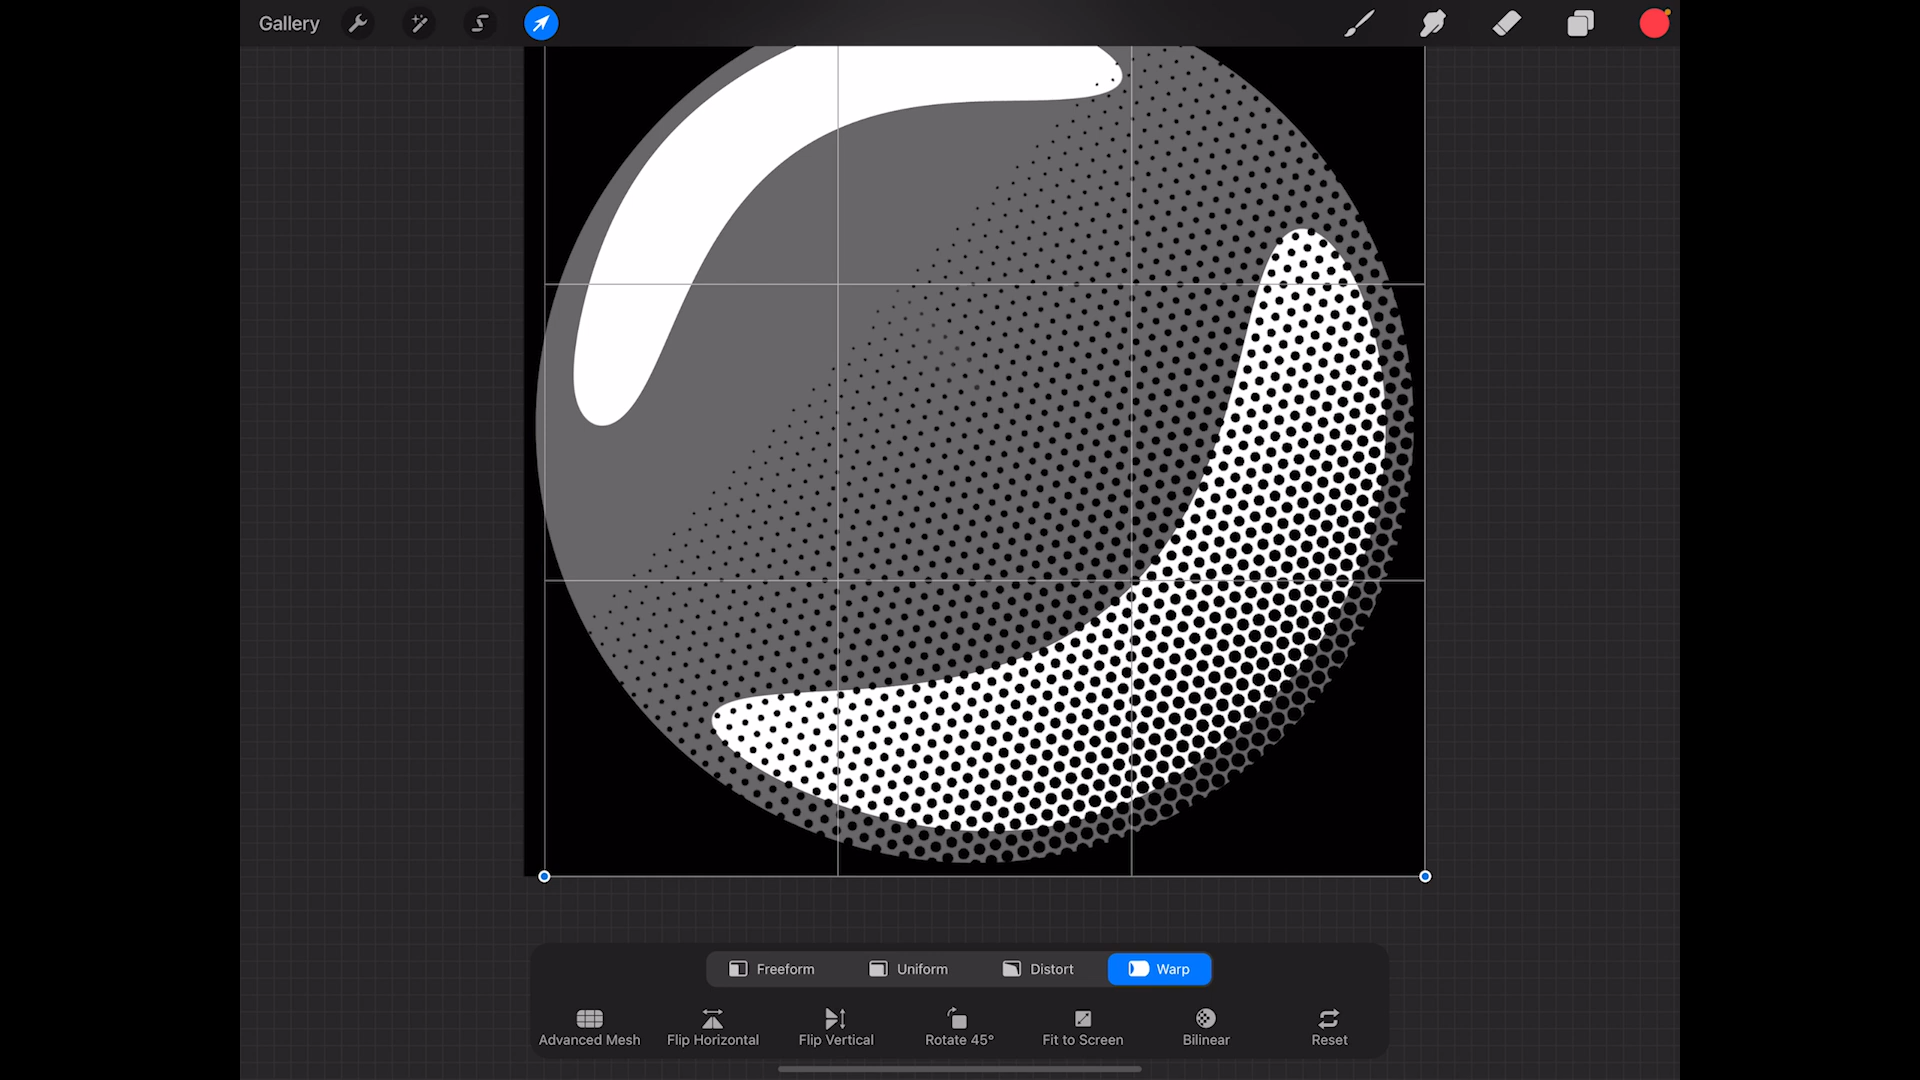 Gallery
Freeform
Uniform
Distort
Warp
Advanced Mesh
Flip Horizontal
Flip Vertical
Rotate 45°
Fit to Screen
Bilinear
Reset